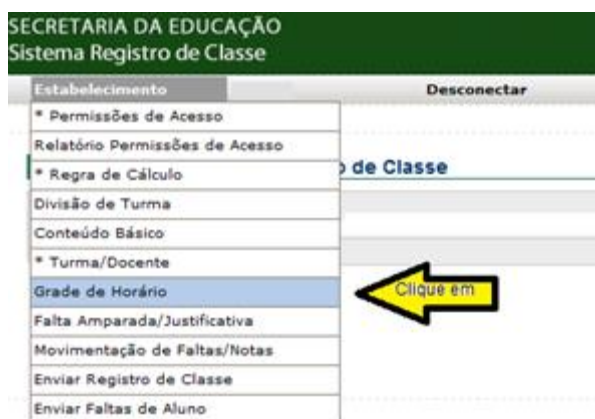 SECRETARIA DA EDUCAÇÃO
Sistema Registro de Classe
Estabelecimento
Desconectar
* Permissões de Acesso
Relatório Permissões de Acesso
* Regra de Cálculo
o de Classe
Divisão de Turma
Conteúdo Básico
* Turma/Docente
Grade de Horário
Clique em
Falta Amparada/Justificativa
Movimentação de Faltas/Notas
Enviar Registro de Classe
Enviar Faltas de Aluno